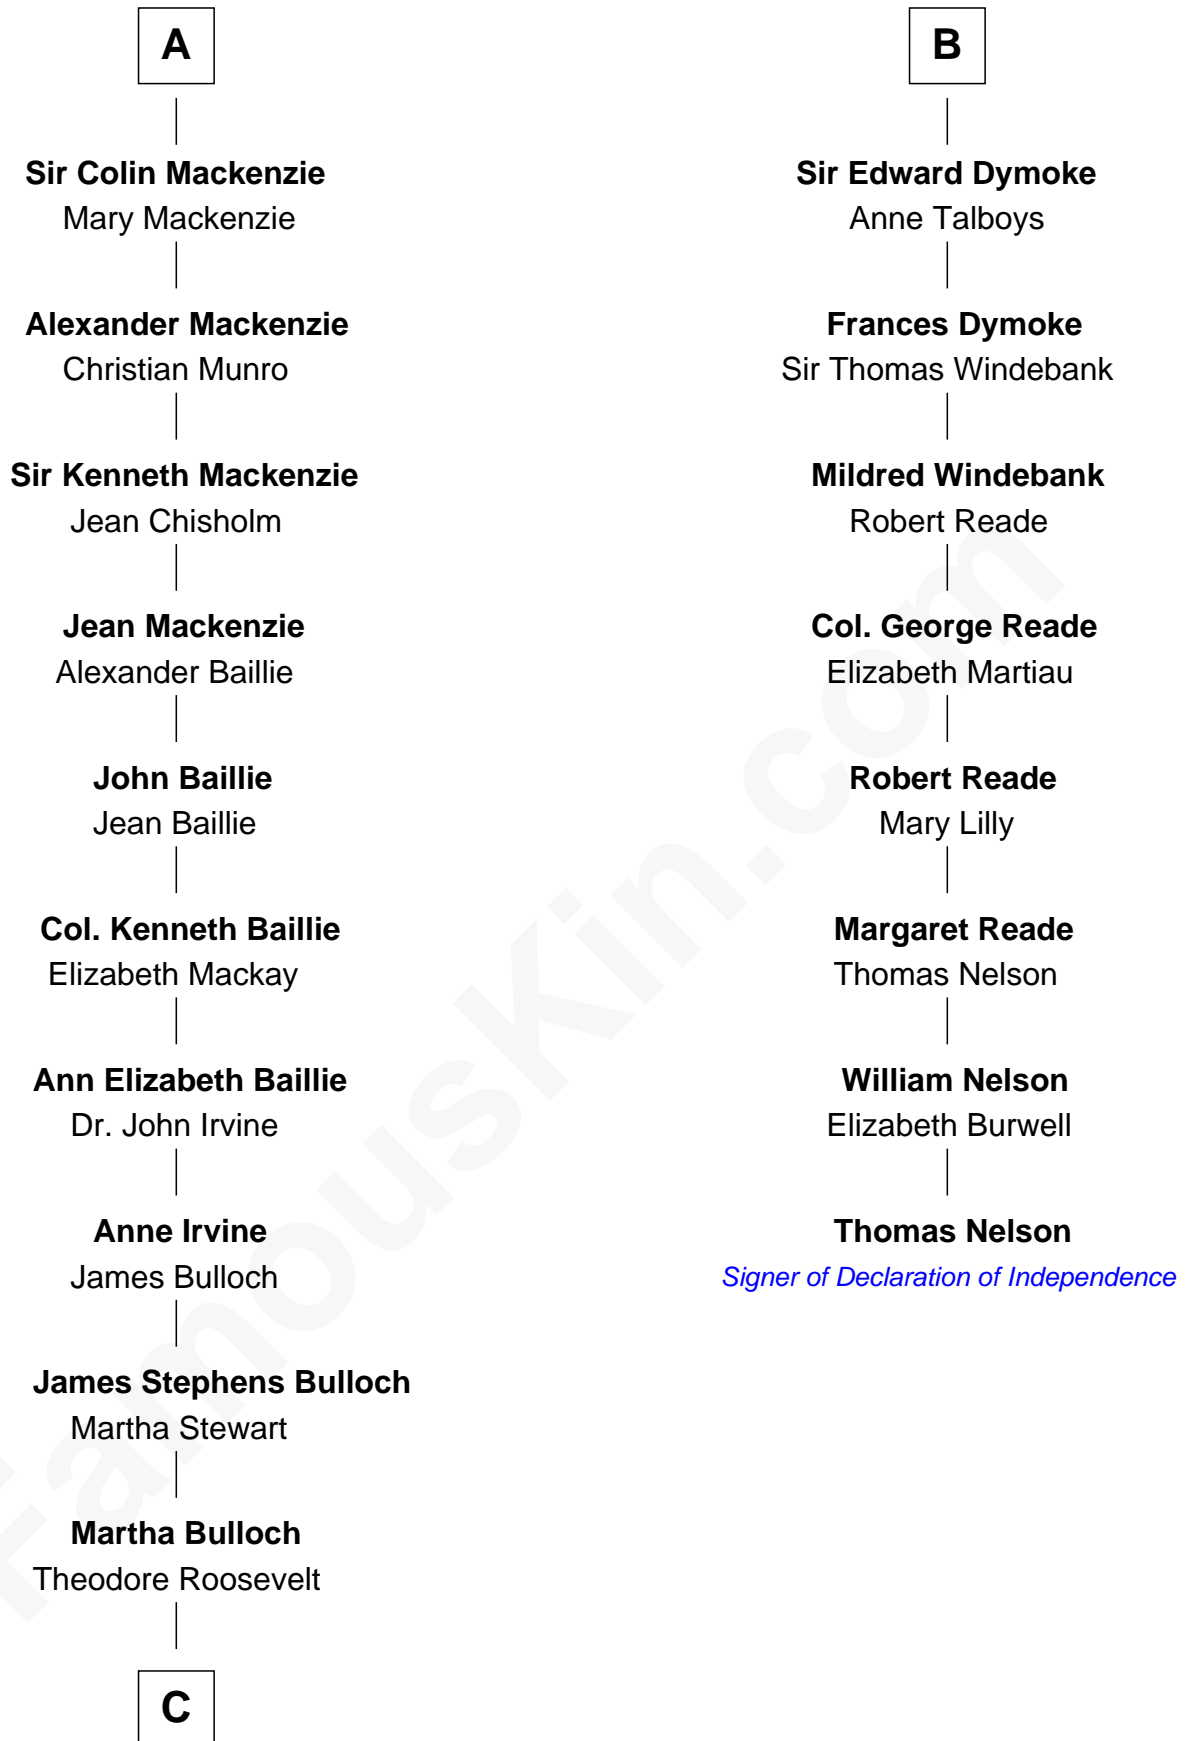 A
Sir Colin Mackenzie
Mary Mackenzie
Alexander Mackenzie
Christian Munro
Sir Kenneth Mackenzie
Jean Chisholm
Jean Mackenzie
Alexander Baillie
John Baillie
Jean Baillie
Col. Kenneth Baillie
Elizabeth Mackay
Ann Elizabeth Baillie
Dr. John Irvine
Anne Irvine
James Bulloch
James Stephens Bulloch
Martha Stewart
Martha Bulloch
Theodore Roosevelt
C
B
Sir Edward Dymoke
Anne Talboys
Frances Dymoke
Sir Thomas Windebank
Mildred Windebank
Robert Reade
Col. George Reade
Elizabeth Martiau
Robert Reade
Mary Lilly
Margaret Reade
Thomas Nelson
William Nelson
Elizabeth Burwell
Thomas Nelson
Signer of Declaration of Independence
FamousKin.com